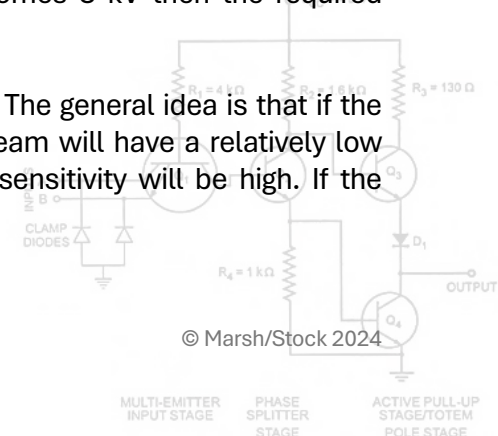 omes 3 kV then the required
R₁ = 4 kΩ
R₂ = 1.6 kΩ
R₃ = 130 Ω
The general idea is that if the
eam will have a relatively low
sensitivity will be high. If the
Q₃
B
CLAMP
DIODES
D₁
R₄ = 1 kΩ
OUTPUT
Q₄
© Marsh/Stock 2024
MULTI-EMITTER
INPUT STAGE
PHASE
SPLITTER
STAGE
ACTIVE PULL-UP
STAGE/TOTEM
POLE STAGE